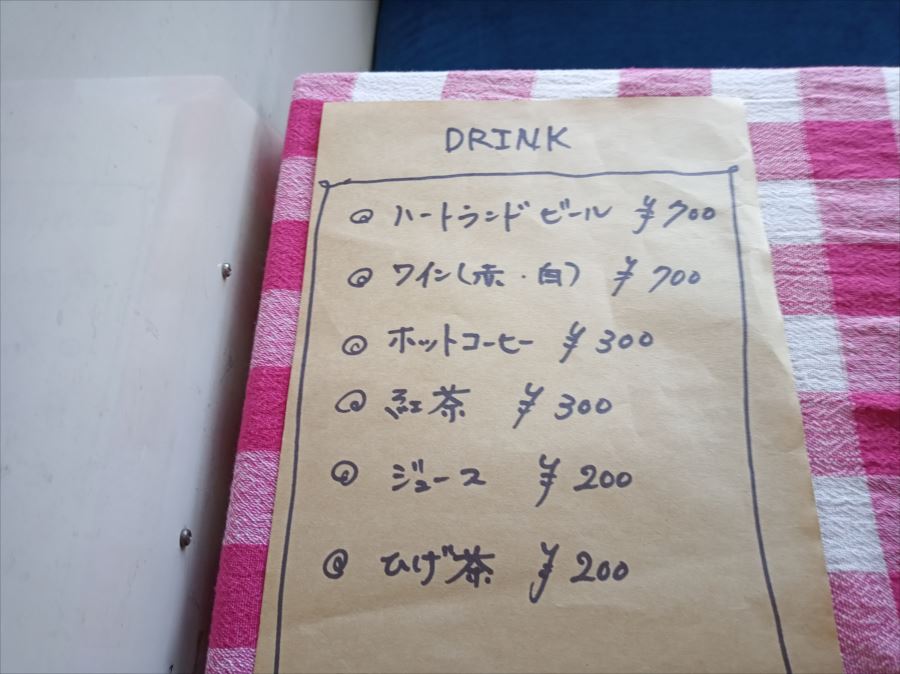 DRINK
◎ ハートランドビール ¥700
◎ ワイン(赤・白) ¥700
◎ ホットコーヒー ¥300
◎ 紅茶 ¥300
◎ ジュース ¥200
◎ ひげ茶 ¥200